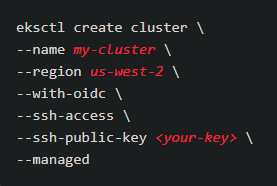 eksctl create cluster \
--name my-cluster \
--region us-west-2 \
--with-oidc \
--ssh-access \
--ssh-public-key <your-key> \
--managed